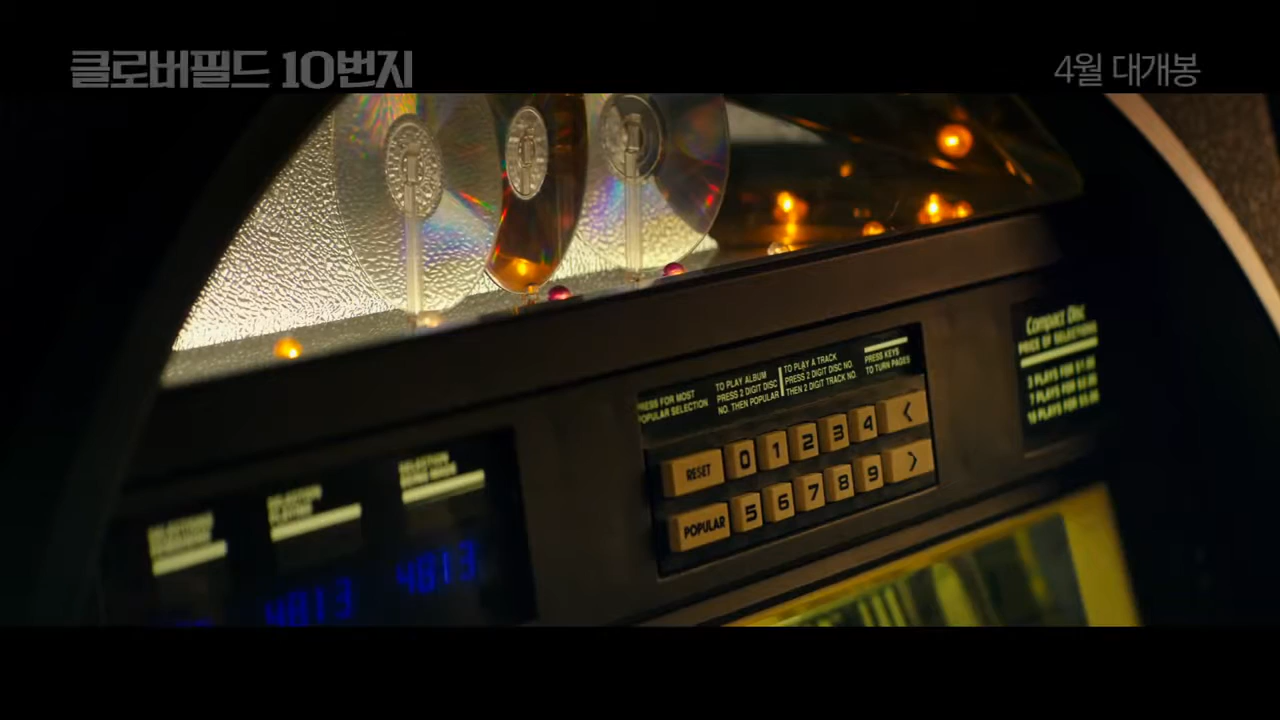 클로버필드 10번지
4월 대개봉
PRESS FOR MOST
POPULAR SELECTION
TO PLAY ALBUM
PRESS 2 DIGIT DISC
NO. THEN POPULAR
TO PLAY A TRACK
PRESS 2 DIGIT DISC NO.
THEN 2 DIGIT TRACK NO.
PRESS KEYS
TO TURN PAGES
RESET 0 1 2 3 4 <
POPULAR 5 6 7 8 9 >
Compact Disc
PRICE OF SELECTIONS
4813
4813